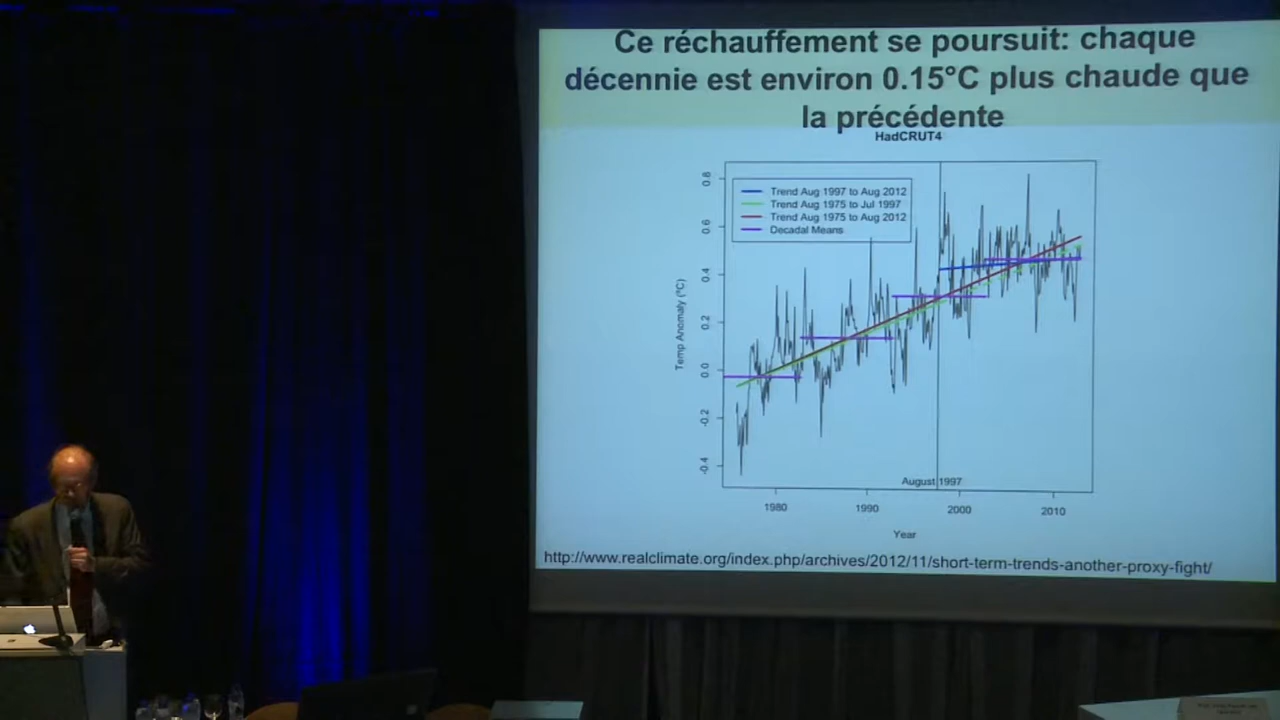 Ce réchauffement se poursuit: chaque
décennie est environ 0.15°C plus chaude que
la précédente
HadCRUT4
Trend Aug 1997 to Aug 2012
Trend Aug 1975 to Jul 1997
Trend Aug 1975 to Aug 2012
Decadal Means
Temp Anomaly (°C)
0.8
0.6
0.4
0.2
0.0
-0.2
-0.4
August 1997
1980 1990 2000 2010
Year
http://www.realclimate.org/index.php/archives/2012/11/short-term-trends-another-proxy-fight/